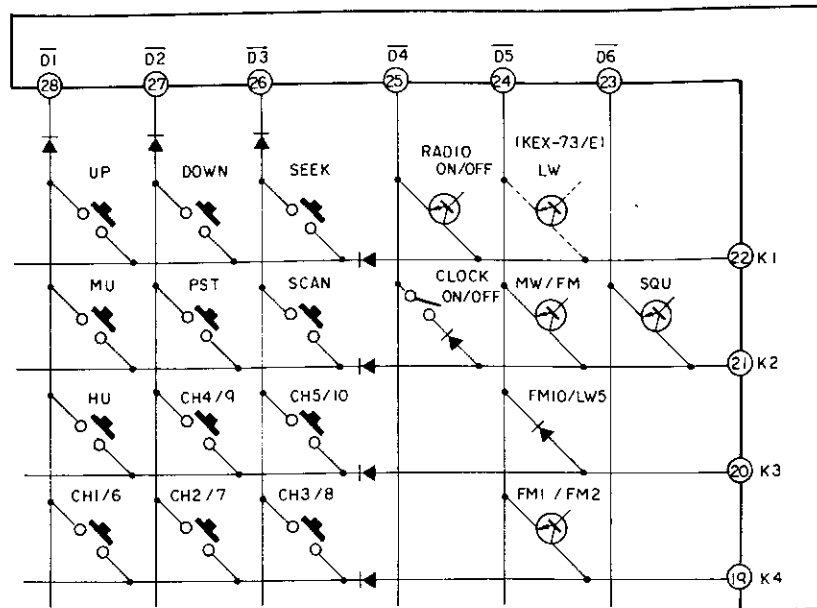 D1 D2 D3 D4 D5 D6
28 27 26 25 24 23
UP DOWN SEEK RADIO ON/OFF (KEX-73/E) LW
22 K1
MU PST SCAN CLOCK ON/OFF MW/FM SQU
21 K2
HU CH4/9 CH5/10 FM10/LW5
20 K3
CH1/6 CH2/7 CH3/8 FM1/FM2
19 K4